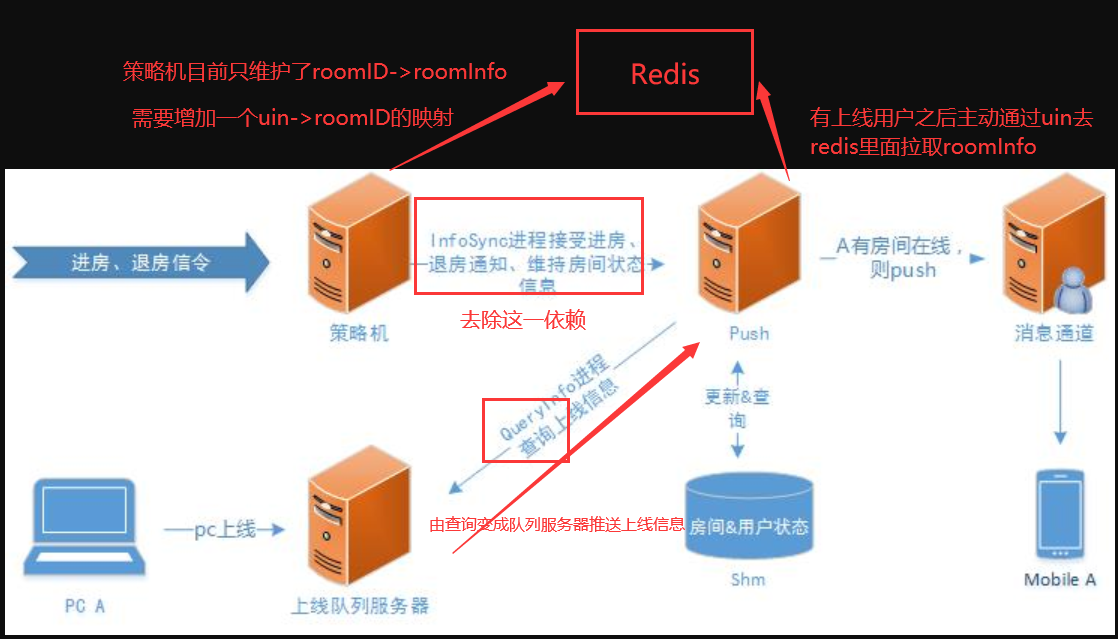 策略机目前只维护了roomID->roomInfo
需要增加一个uin->roomID的映射
Redis
有上线用户之后主动通过uin去
redis里面拉取roomInfo
进房、退房信令
InfoSync进程接受进房、
退房通知、维持房间状态
信息
A有房间在线，
则push
策略机
去除这一依赖
Push
消息通道
QueryInfo进程
查询上线信息
更新&查
询
pc上线
由查询变成队列服务器推送上线信息
房间&用户状态
PC A
上线队列服务器
Shm
Mobile A